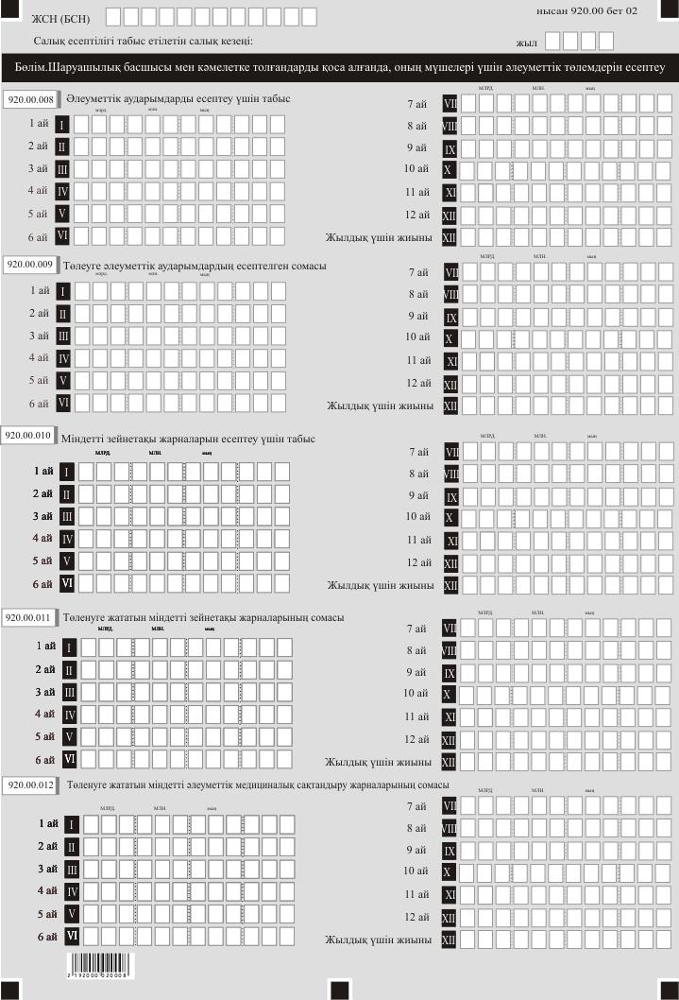 ЖСН (БСН)
нысан 920.00 бет 02
Салық есептілігі табыс етілетін салық кезеңі:
жыл
Бөлім.Шаруашылық басшысы мен кәмелетке толғандарды қоса алғанда, оның мүшелері үшін әлеуметтік төлемдерін есептеу
920.00.008
Әлеуметтік аударымдарды есептеу үшін табыс
млрд. млн. мың
МЛРД. МЛН. мың
1 ай I
2 ай II
3 ай III
4 ай IV
5 ай V
6 ай VI
7 ай VII
8 ай VIII
9 ай IX
10 ай X
11 ай XI
12 ай XII
Жылдық үшін жиыны XII
920.00.009
Төлеуге әлеуметтік аударымдардың есептелген сомасы
млрд. млн. мың
МЛРД. МЛН. мың
1 ай I
2 ай II
3 ай III
4 ай IV
5 ай V
6 ай VI
7 ай VII
8 ай VIII
9 ай IX
10 ай X
11 ай XI
12 ай XII
Жылдық үшін жиыны XII
920.00.010
Міндетті зейнетақы жарналарын есептеу үшін табыс
МЛРД. МЛН. мың
МЛРД. МЛН. мың
1 ай I
2 ай II
3 ай III
4 ай IV
5 ай V
6 ай VI
7 ай VII
8 ай VIII
9 ай IX
10 ай X
11 ай XI
12 ай XII
Жылдық үшін жиыны XII
920.00.011
Төленуге жататын міндетті зейнетақы жарналарының сомасы
МЛРД. МЛН. мың
МЛРД. МЛН. мың
1 ай I
2 ай II
3 ай III
4 ай IV
5 ай V
6 ай VI
7 ай VII
8 ай VIII
9 ай IX
10 ай X
11 ай XI
12 ай XII
Жылдық үшін жиыны XII
920.00.012
Төленуге жататын міндетті әлеуметтік медициналық сақтандыру жарналарының сомасы
МЛРД. МЛН. мың
МЛРД. МЛН. мың
1 ай I
2 ай II
3 ай III
4 ай IV
5 ай V
6 ай VI
7 ай VII
8 ай VIII
9 ай IX
10 ай X
11 ай XI
12 ай XII
Жылдық үшін жиыны XII
2 192000 020008